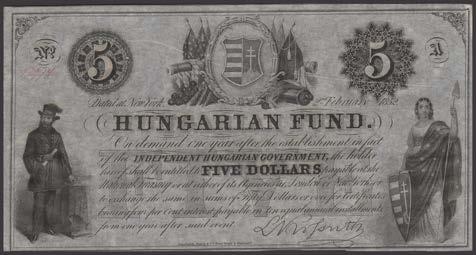 5
No.
A
5
Dated at New York 2 February 1852
HUNGARIAN FUND.
On demand one year after the establishment in fact
of the INDEPENDENT HUNGARIAN GOVERNMENT, the holder
hereof shall be entitled to FIVE DOLLARS payable at the
National Treasury or at either of its Agencies at London or New York or to
exchange the same in sums of Fifty Dollars or over for Certificates
bearing four per Cent interest payable in ten equal annual installments
from one year after said event.